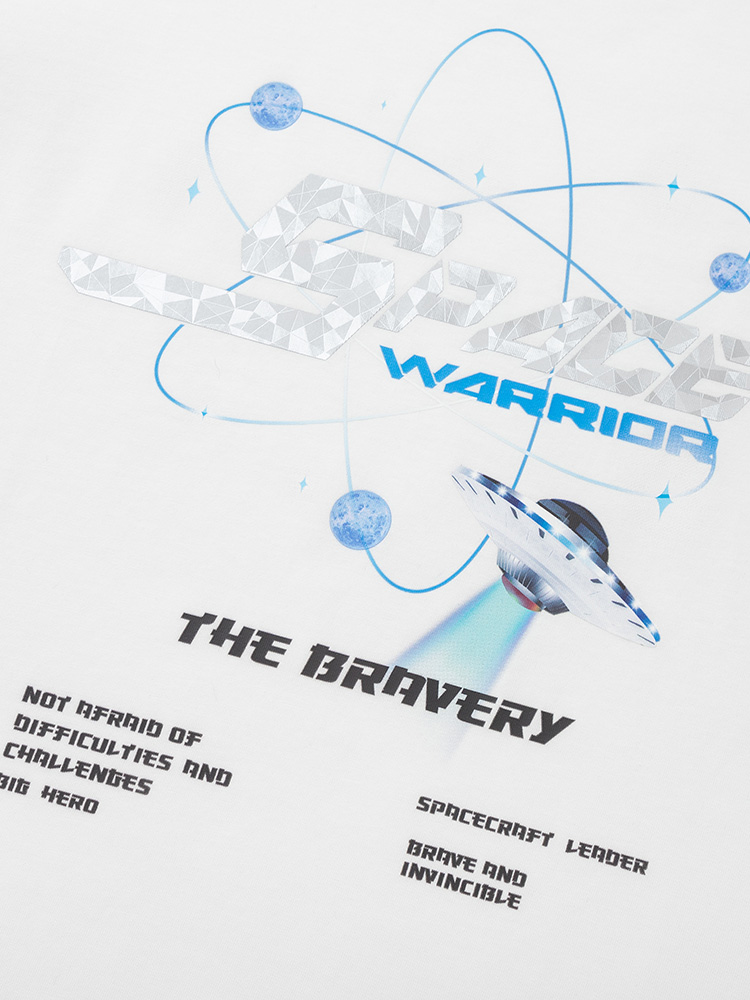 SPACE
WARRIOR
THE BRAVERY
NOT AFRAID OF
DIFFICULTIES AND
CHALLENGES
BIG HERO
SPACECRAFT LEADER
BRAVE AND
INVINCIBLE